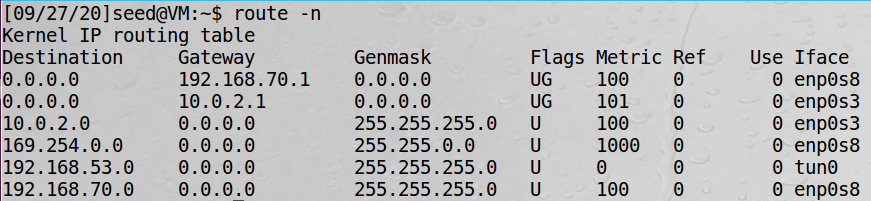 [09/27/20]seed@VM:~$ route -n
Kernel IP routing table
Destination     Gateway         Genmask         Flags Metric Ref    Use Iface
0.0.0.0         192.168.70.1    0.0.0.0         UG    100    0        0 enp0s8
0.0.0.0         10.0.2.1        0.0.0.0         UG    101    0        0 enp0s3
10.0.2.0        0.0.0.0         255.255.255.0   U     100    0        0 enp0s3
169.254.0.0     0.0.0.0         255.255.0.0     U     1000   0        0 enp0s8
192.168.53.0    0.0.0.0         255.255.255.0   U     0      0        0 tun0
192.168.70.0    0.0.0.0         255.255.255.0   U     100    0        0 enp0s8